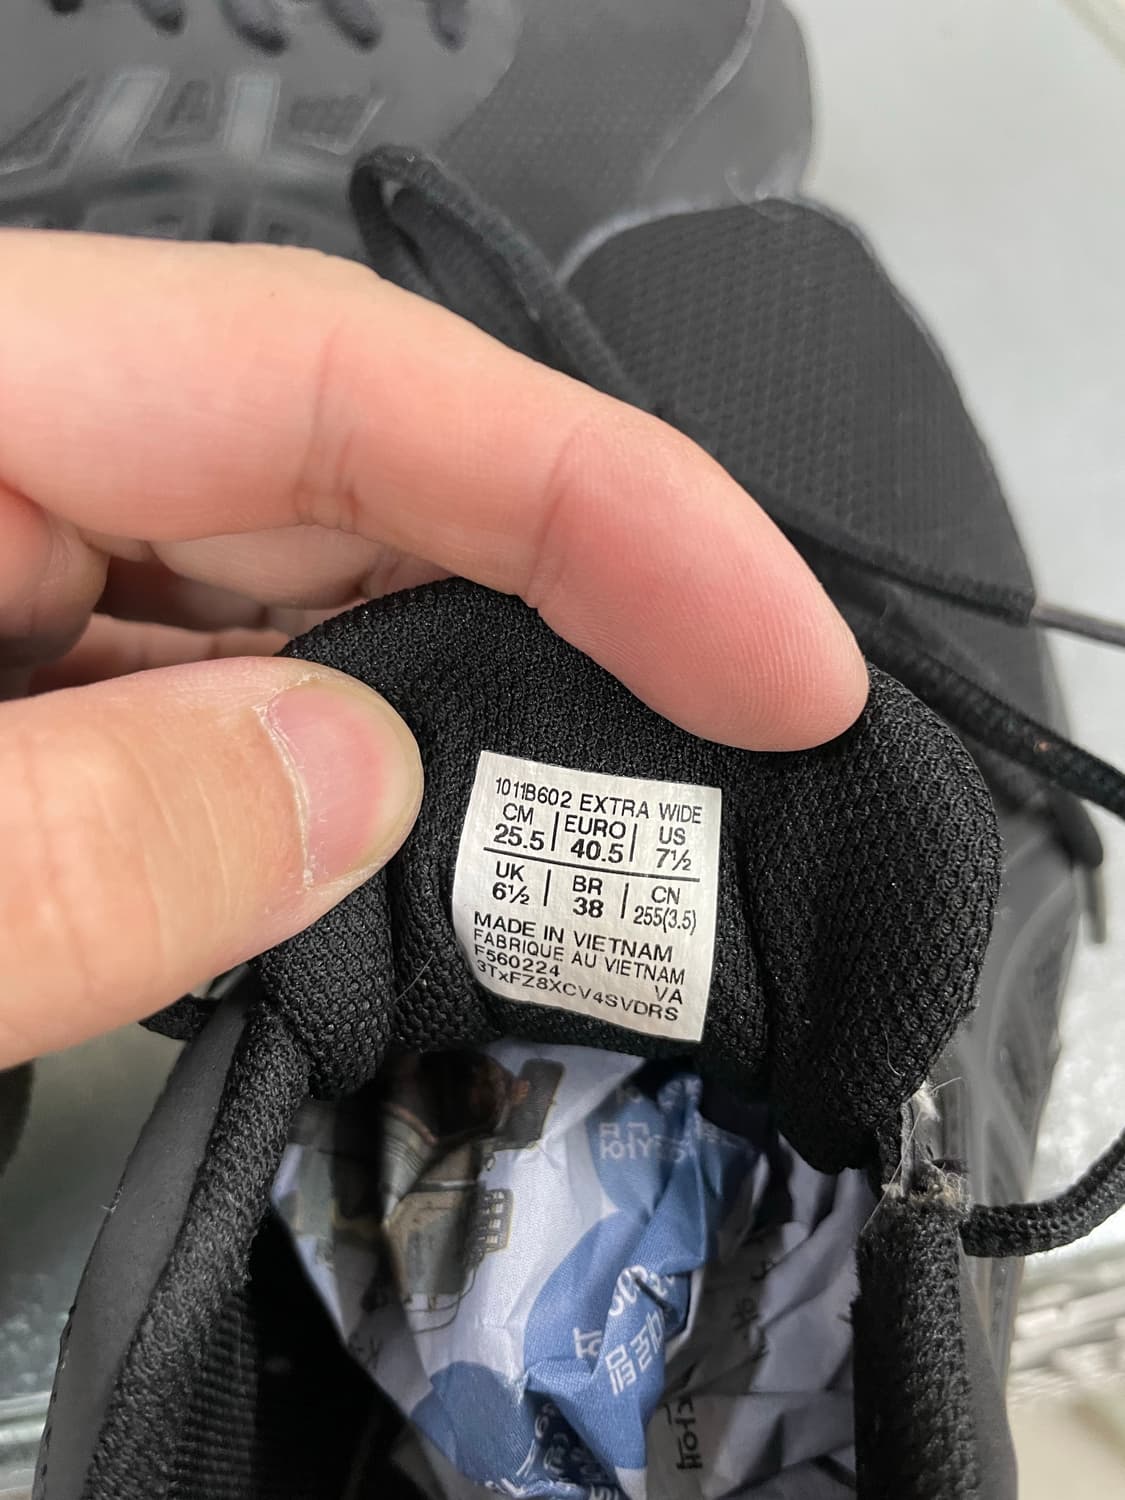 1011B602 EXTRA WIDE
CM | EURO | US
25.5 | 40.5 | 7½
UK | BR | CN
6½ | 38 | 255(3.5)
MADE IN VIETNAM
FABRIQUE AU VIETNAM
F560224 VA
3TxFZ8XCV4SVDRS